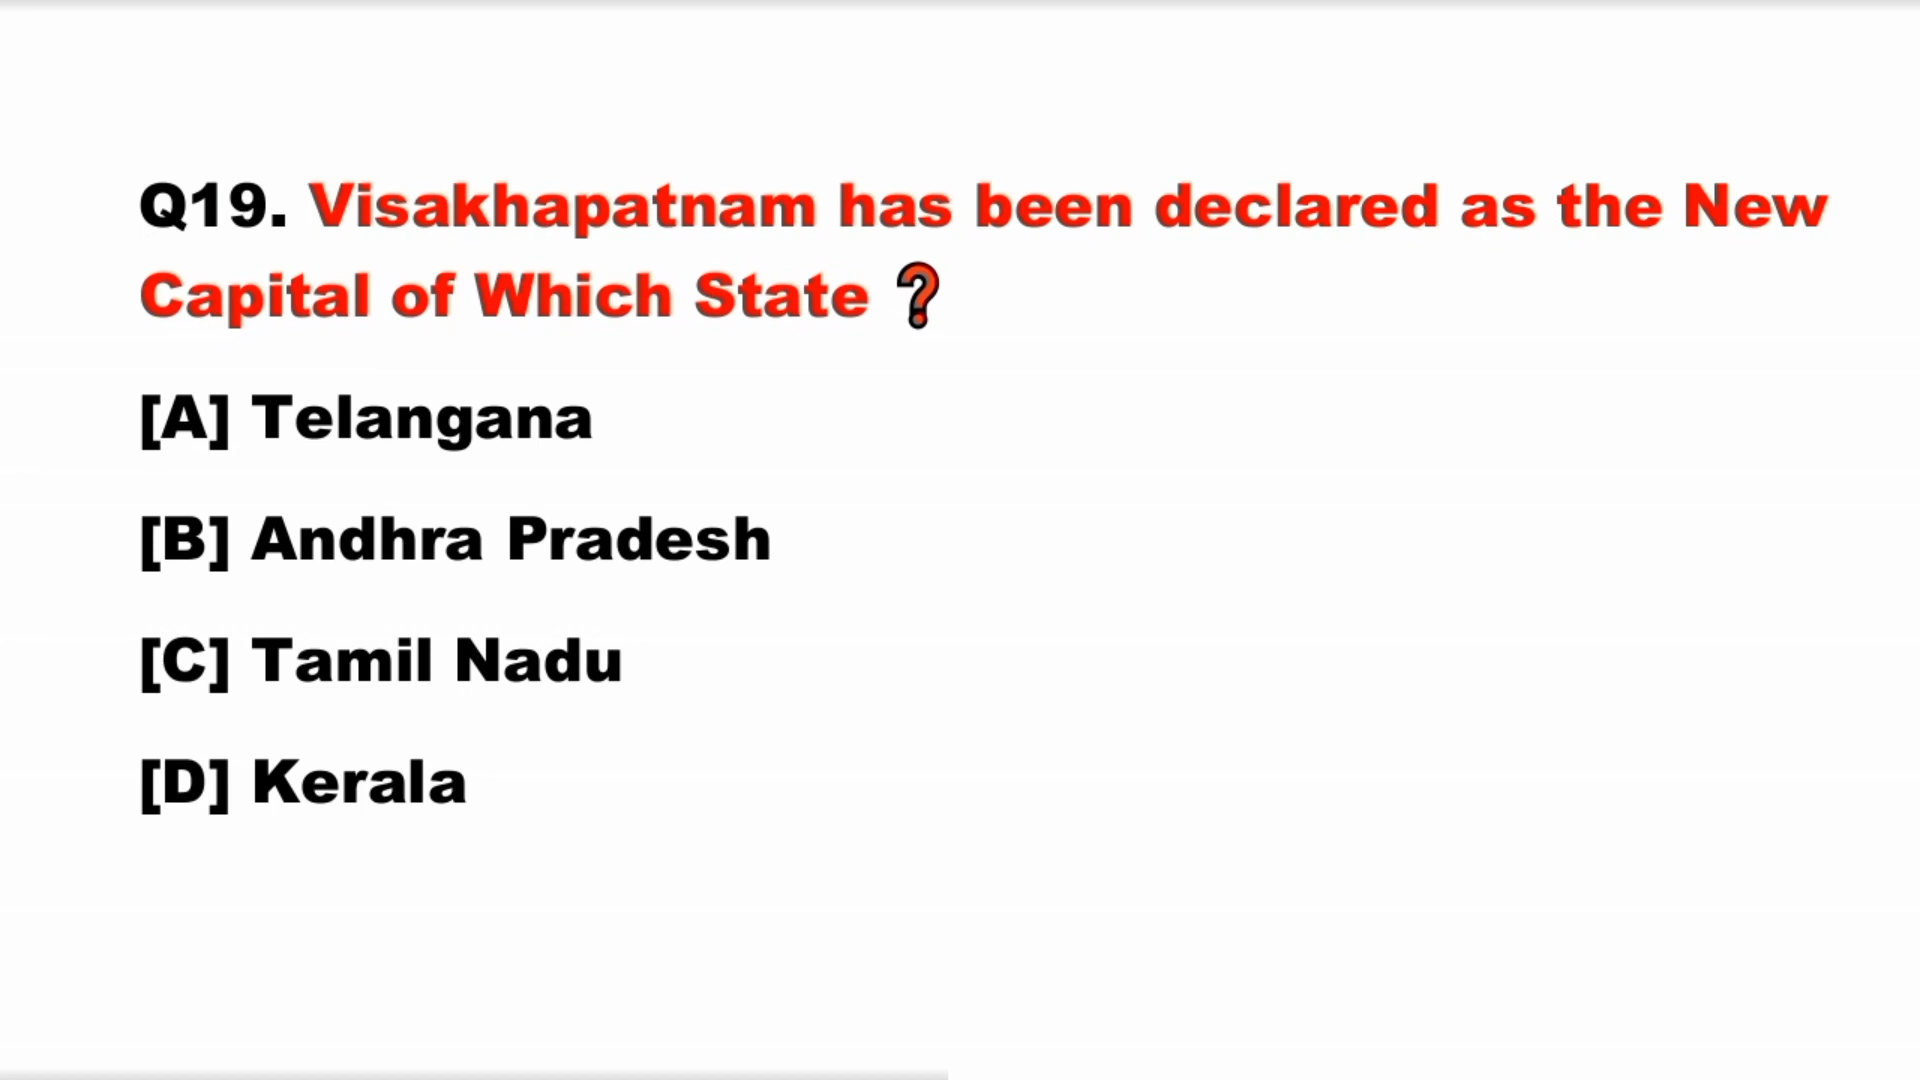 Q19. Visakhapatnam has been declared as the New
Capital of Which State ❓
[A] Telangana
[B] Andhra Pradesh
[C] Tamil Nadu
[D] Kerala